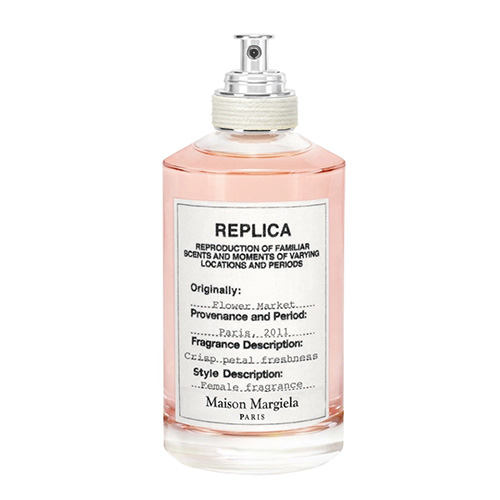 REPLICA
REPRODUCTION OF FAMILIAR
SCENTS AND MOMENTS OF VARYING
LOCATIONS AND PERIODS
Originally:
Flower Market
Provenance and Period:
Paris, 2011
Fragrance Description:
Crisp petal freshness
Style Description:
Female fragrance
Maison Margiela
PARIS